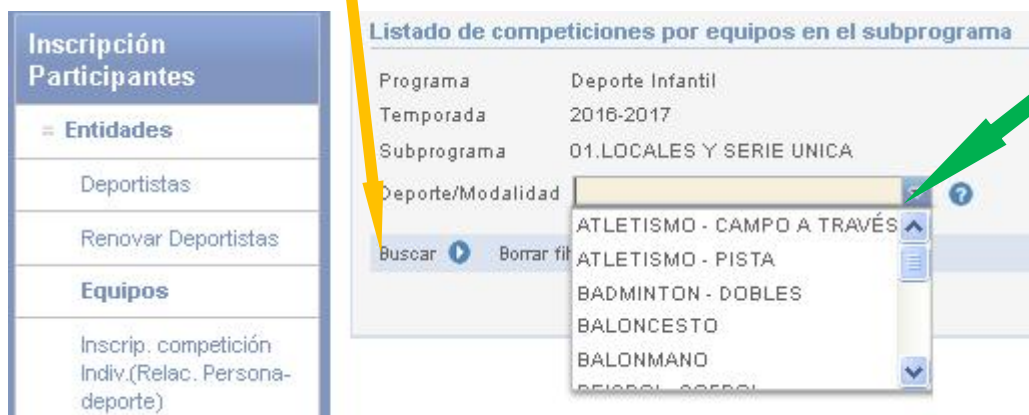 Inscripción
Participantes
Entidades
Deportistas
Renovar Deportistas
Equipos
Inscrip. competición
Indiv.(Relac. Persona-
deporte)
Listado de competiciones por equipos en el subprograma
Programa Deporte Infantil
Temporada 2016-2017
Subprograma 01.LOCALES Y SERIE UNICA
Deporte/Modalidad
ATLETISMO - CAMPO A TRAVÉS
ATLETISMO - PISTA
BADMINTON - DOBLES
BALONCESTO
BALONMANO
Buscar Borrar